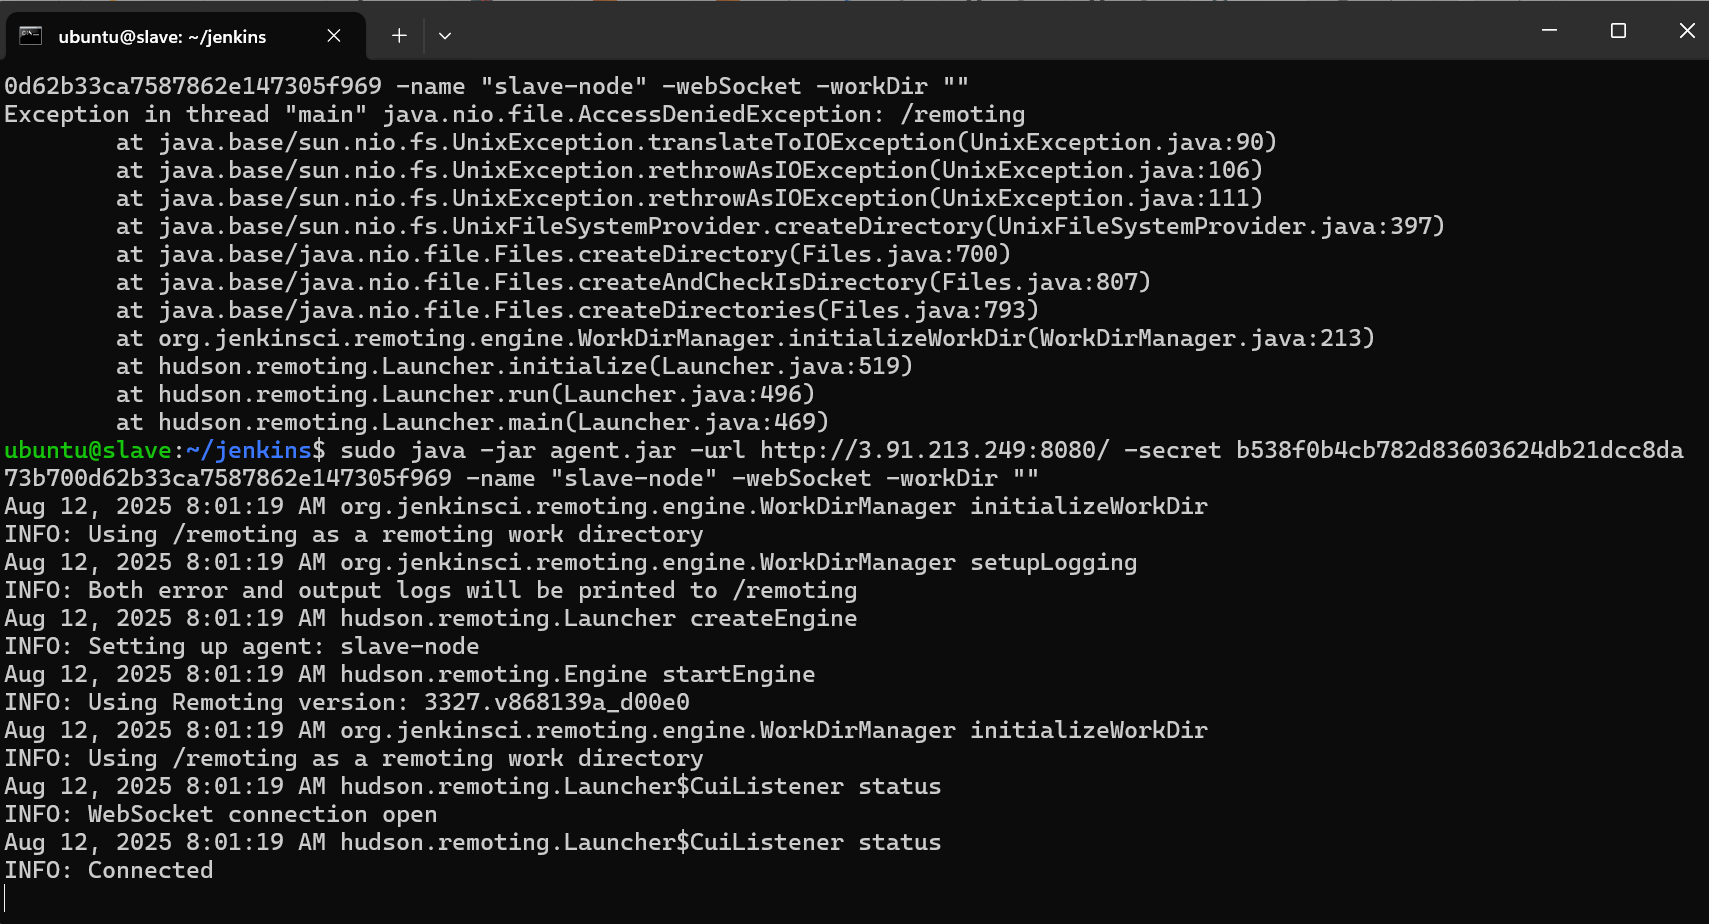 ubuntu@slave: ~/jenkins
0d62b33ca7587862e147305f969 -name "slave-node" -webSocket -workDir ""
Exception in thread "main" java.nio.file.AccessDeniedException: /remoting
        at java.base/sun.nio.fs.UnixException.translateToIOException(UnixException.java:90)
        at java.base/sun.nio.fs.UnixException.rethrowAsIOException(UnixException.java:106)
        at java.base/sun.nio.fs.UnixException.rethrowAsIOException(UnixException.java:111)
        at java.base/sun.nio.fs.UnixFileSystemProvider.createDirectory(UnixFileSystemProvider.java:397)
        at java.base/java.nio.file.Files.createDirectory(Files.java:700)
        at java.base/java.nio.file.Files.createAndCheckIsDirectory(Files.java:807)
        at java.base/java.nio.file.Files.createDirectories(Files.java:793)
        at org.jenkinsci.remoting.engine.WorkDirManager.initializeWorkDir(WorkDirManager.java:213)
        at hudson.remoting.Launcher.initialize(Launcher.java:519)
        at hudson.remoting.Launcher.run(Launcher.java:496)
        at hudson.remoting.Launcher.main(Launcher.java:469)
ubuntu@slave:~/jenkins$ sudo java -jar agent.jar -url http://3.91.213.249:8080/ -secret b538f0b4cb782d83603624db21dcc8da
73b700d62b33ca7587862e147305f969 -name "slave-node" -webSocket -workDir ""
Aug 12, 2025 8:01:19 AM org.jenkinsci.remoting.engine.WorkDirManager initializeWorkDir
INFO: Using /remoting as a remoting work directory
Aug 12, 2025 8:01:19 AM org.jenkinsci.remoting.engine.WorkDirManager setupLogging
INFO: Both error and output logs will be printed to /remoting
Aug 12, 2025 8:01:19 AM hudson.remoting.Launcher createEngine
INFO: Setting up agent: slave-node
Aug 12, 2025 8:01:19 AM hudson.remoting.Engine startEngine
INFO: Using Remoting version: 3327.v868139a_d00e0
Aug 12, 2025 8:01:19 AM org.jenkinsci.remoting.engine.WorkDirManager initializeWorkDir
INFO: Using /remoting as a remoting work directory
Aug 12, 2025 8:01:19 AM hudson.remoting.Launcher$CuiListener status
INFO: WebSocket connection open
Aug 12, 2025 8:01:19 AM hudson.remoting.Launcher$CuiListener status
INFO: Connected